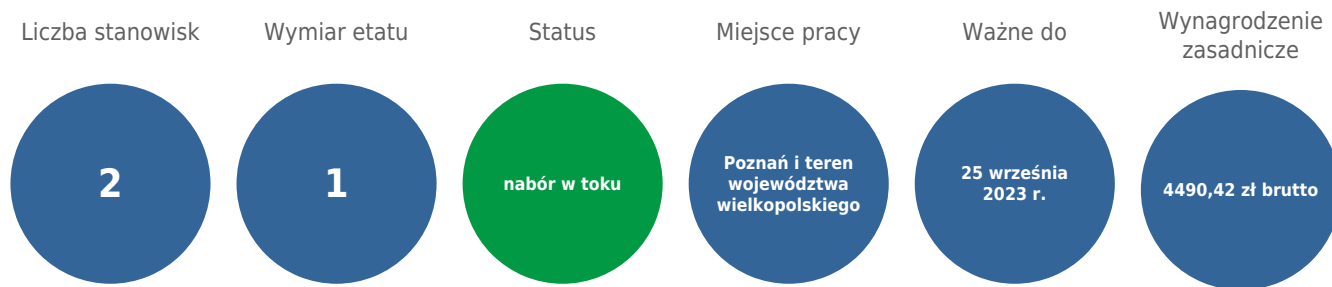 Liczba stanowisk
2
Wymiar etatu
1
Status
nabór w toku
Miejsce pracy
Poznań i teren
województwa
wielkopolskiego
Ważne do
25 września
2023 r.
Wynagrodzenie
zasadnicze
4490,42 zł brutto